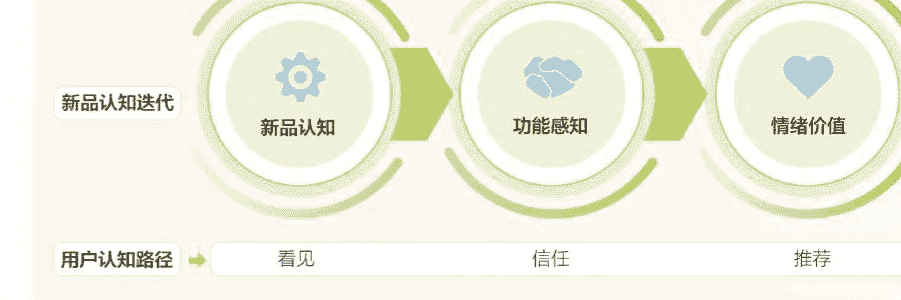 新品认知迭代
新品认知
功能感知
情绪价值
用户认知路径
看见
信任
推荐